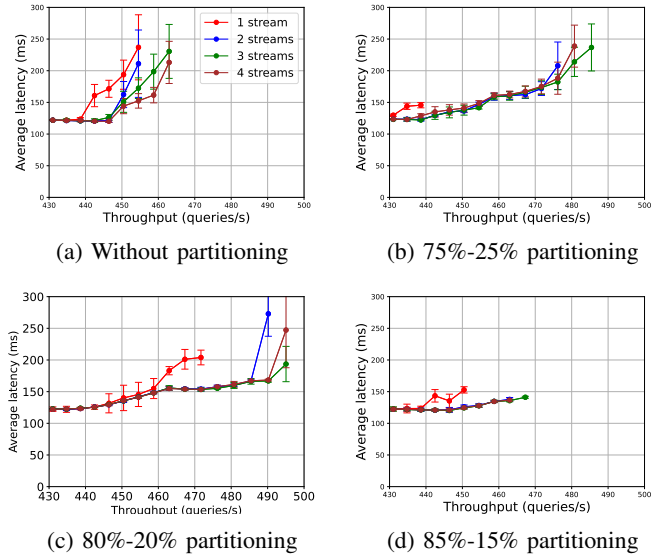 300
250
200
150
100
50
0
Average latency (ms)
1 stream
2 streams
3 streams
4 streams
430 440 450 460 470 480 490 500
Throughput (queries/s)
(a) Without partitioning
300
250
200
150
100
50
0
Average latency (ms)
430 440 450 460 470 480 490 500
Throughput (queries/s)
(b) 75%-25% partitioning
300
250
200
150
100
50
0
Average latency (ms)
430 440 450 460 470 480 490 500
Throughput (queries/s)
(c) 80%-20% partitioning
300
250
200
150
100
50
0
Average latency (ms)
430 440 450 460 470 480 490 500
Throughput (queries/s)
(d) 85%-15% partitioning